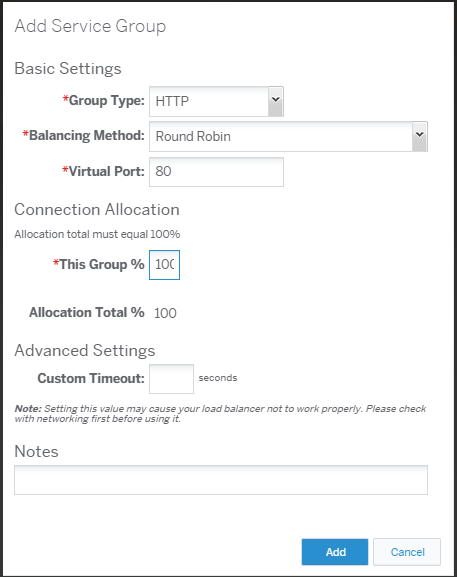 Add Service Group
Basic Settings
*Group Type: HTTP
*Balancing Method: Round Robin
*Virtual Port: 80
Connection Allocation
Allocation total must equal 100%
*This Group % 100
Allocation Total % 100
Advanced Settings
Custom Timeout: seconds
Note: Setting this value may cause your load balancer not to work properly. Please check
with networking first before using it.
Notes
Add Cancel